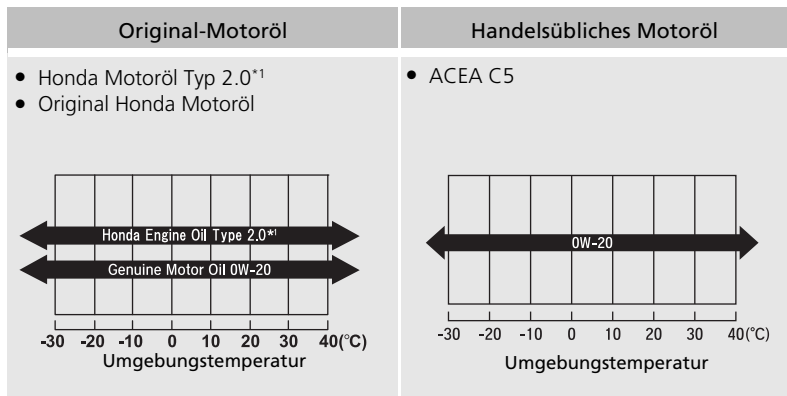 Original-Motoröl
Handelsübliches Motoröl
• Honda Motoröl Typ 2.0*1
• Original Honda Motoröl
• ACEA C5
Honda Engine Oil Type 2.0*1
Genuine Motor Oil 0W-20
-30 -20 -10 0 10 20 30 40(°C)
Umgebungstemperatur
0W-20
-30 -20 -10 0 10 20 30 40(°C)
Umgebungstemperatur